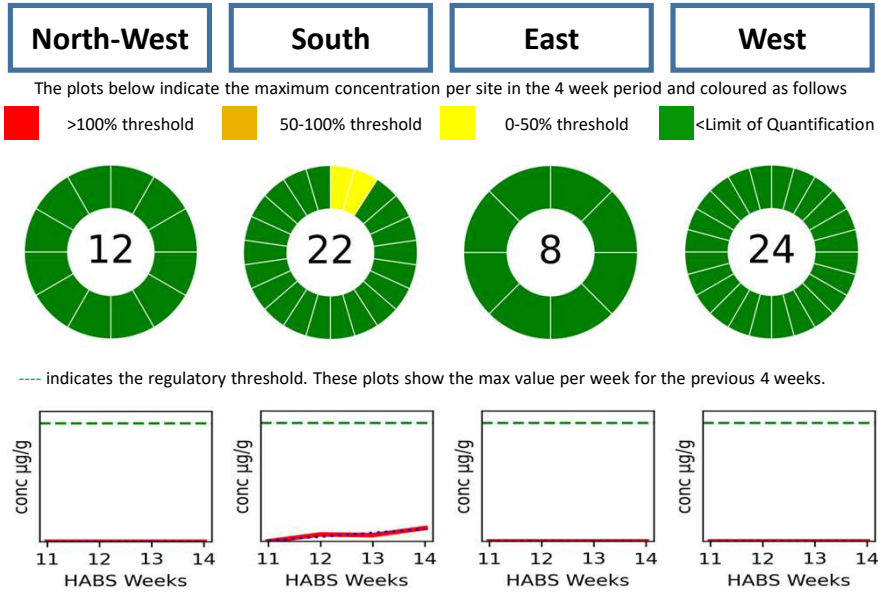 North-West South East West
The plots below indicate the maximum concentration per site in the 4 week period and coloured as follows
>100% threshold 50-100% threshold 0-50% threshold <Limit of Quantification
12 22 8 24
---- indicates the regulatory threshold. These plots show the max value per week for the previous 4 weeks.
conc µg/g conc µg/g conc µg/g conc µg/g
11 12 13 14 11 12 13 14 11 12 13 14 11 12 13 14
HABS Weeks HABS Weeks HABS Weeks HABS Weeks